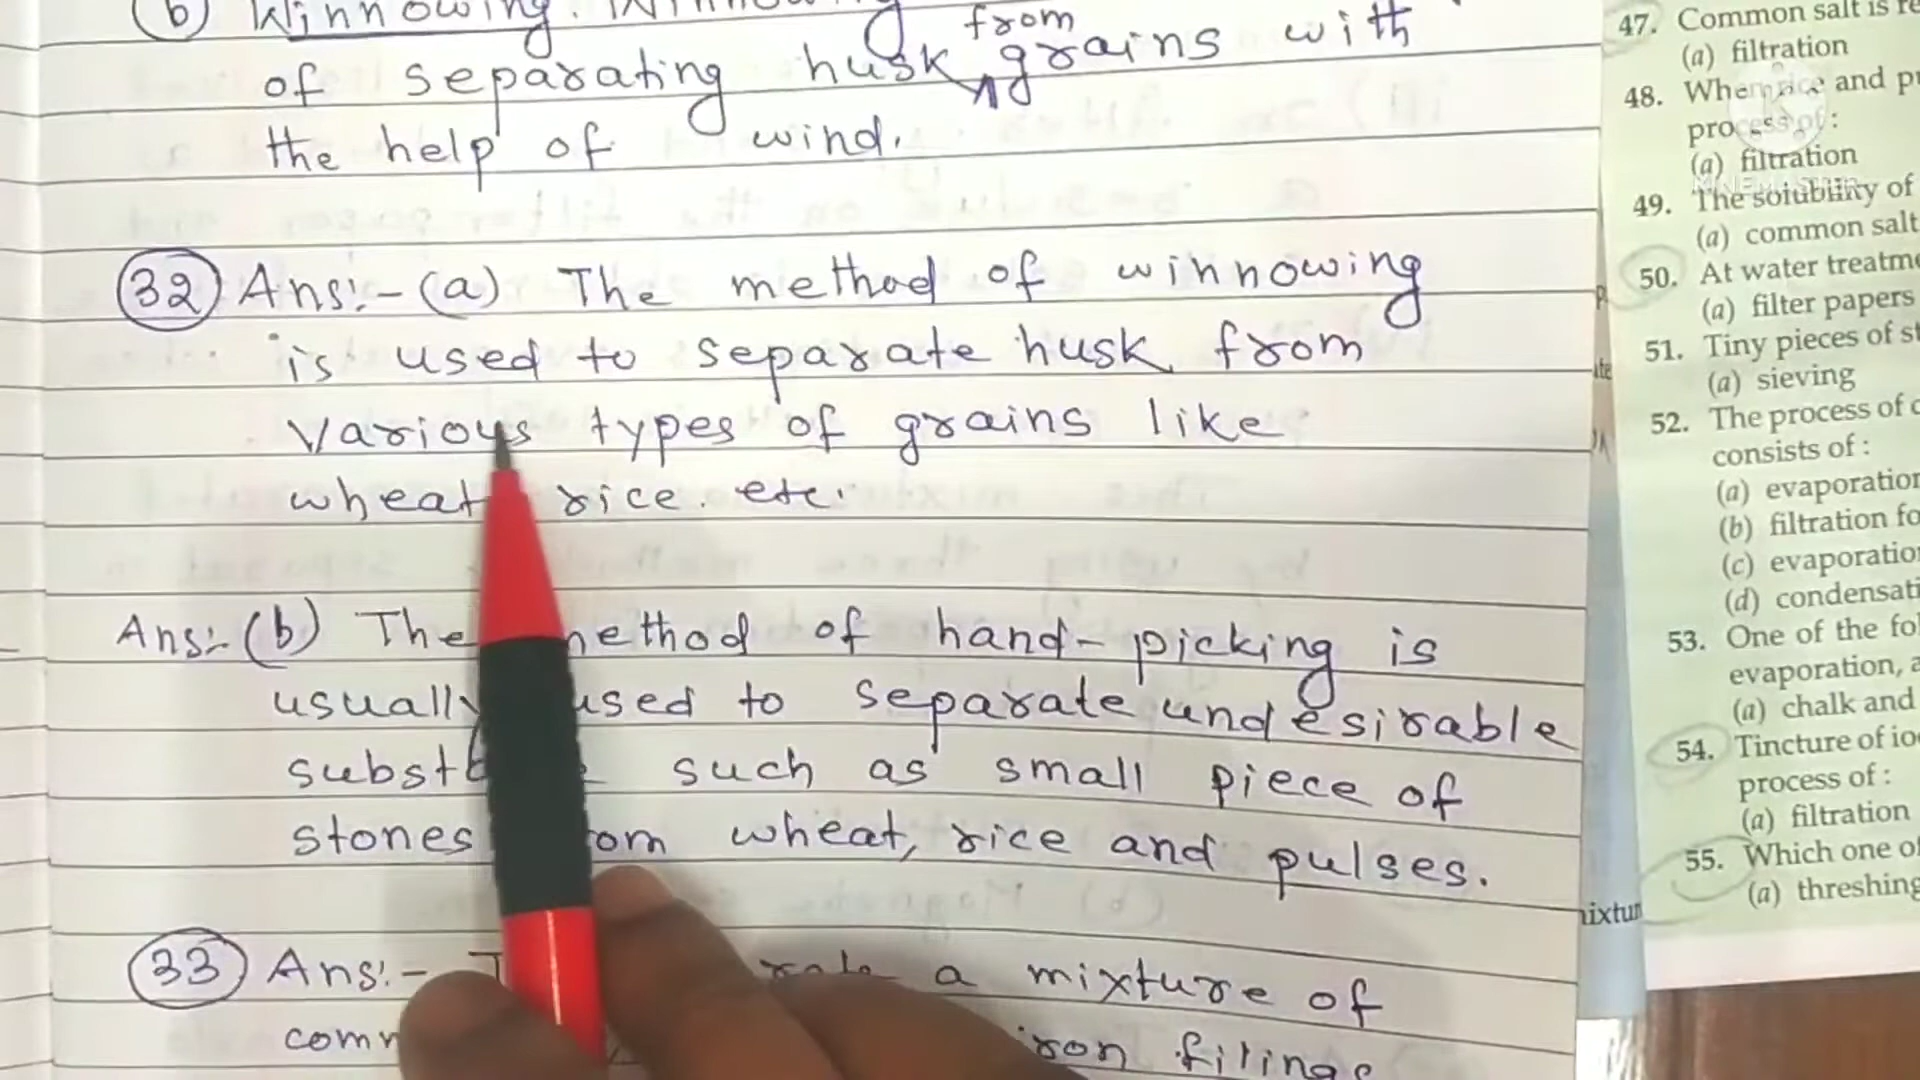 (b) Winnowing:
from
of separating husk grains with
the help of wind.
(32) Ans:- (a) The method of winnowing
is used to separate husk from
various types of grains like
wheat rice. etc.
Ans:- (b) The method of hand-picking is
usually used to separate undesirable
such as small piece of
stones wheat, rice and pulses.
(33) Ans:- a mixture of
iron filings
47. Common salt is
(a) filtration
48. When rice and
process of :
(a) filtration
KINEMASTER
49. The solubility of
(a) common salt
50. At water
(a) filter papers
51. Tiny pieces of
(a) sieving
52. The process of
consists of :
(a)
(b) filtration
(c)
(d)
53. One of the
evaporation,
(a) chalk and
54. Tincture of
process of :
(a) filtration
55. Which one
(a) threshing